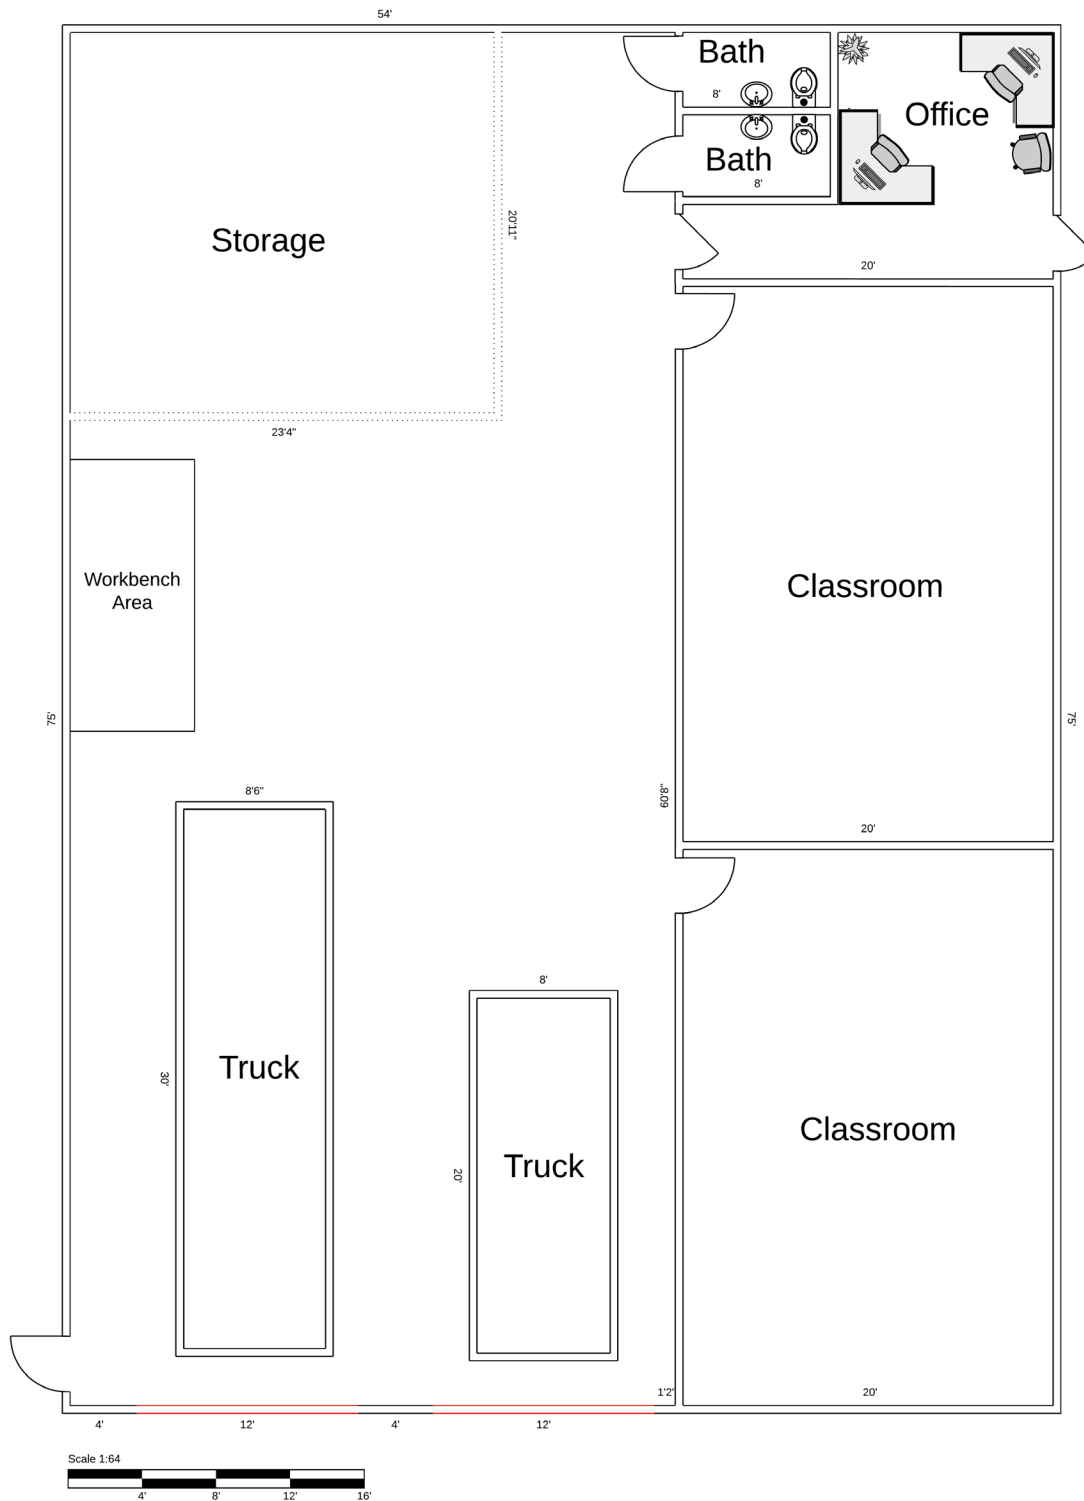 54'
Bath
8'
Office
Bath
8'
Storage
20'11"
20'
23'4"
Workbench
Area
Classroom
75'
75'
8'6"
60'8"
20'
8'
Truck
30'
Classroom
Truck
20'
1'2"
20'
4'
12'
4'
12'
Scale 1:64
4'
8'
12'
16'